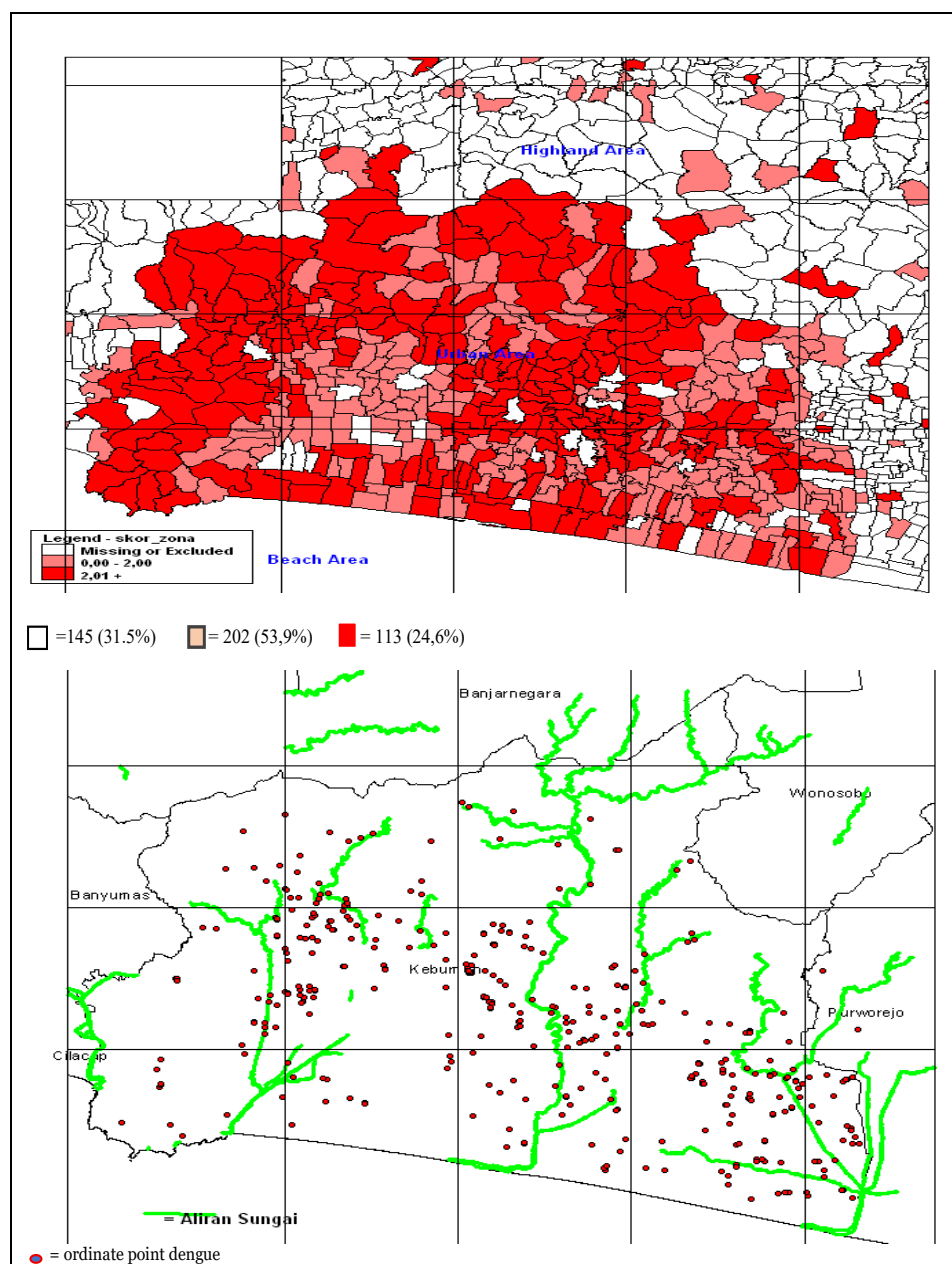 Highland Area
Urban Area
Legend - skor_zona
Missing or Excluded
0,00 - 2,00
2,01 +
Beach Area
=145 (31.5%) = 202 (53,9%) = 113 (24,6%)
Banjarnegara
Wonosobo
Banyumas
Kebumen
Purworejo
Cilacap
= Aliran Sungai
= ordinate point dengue